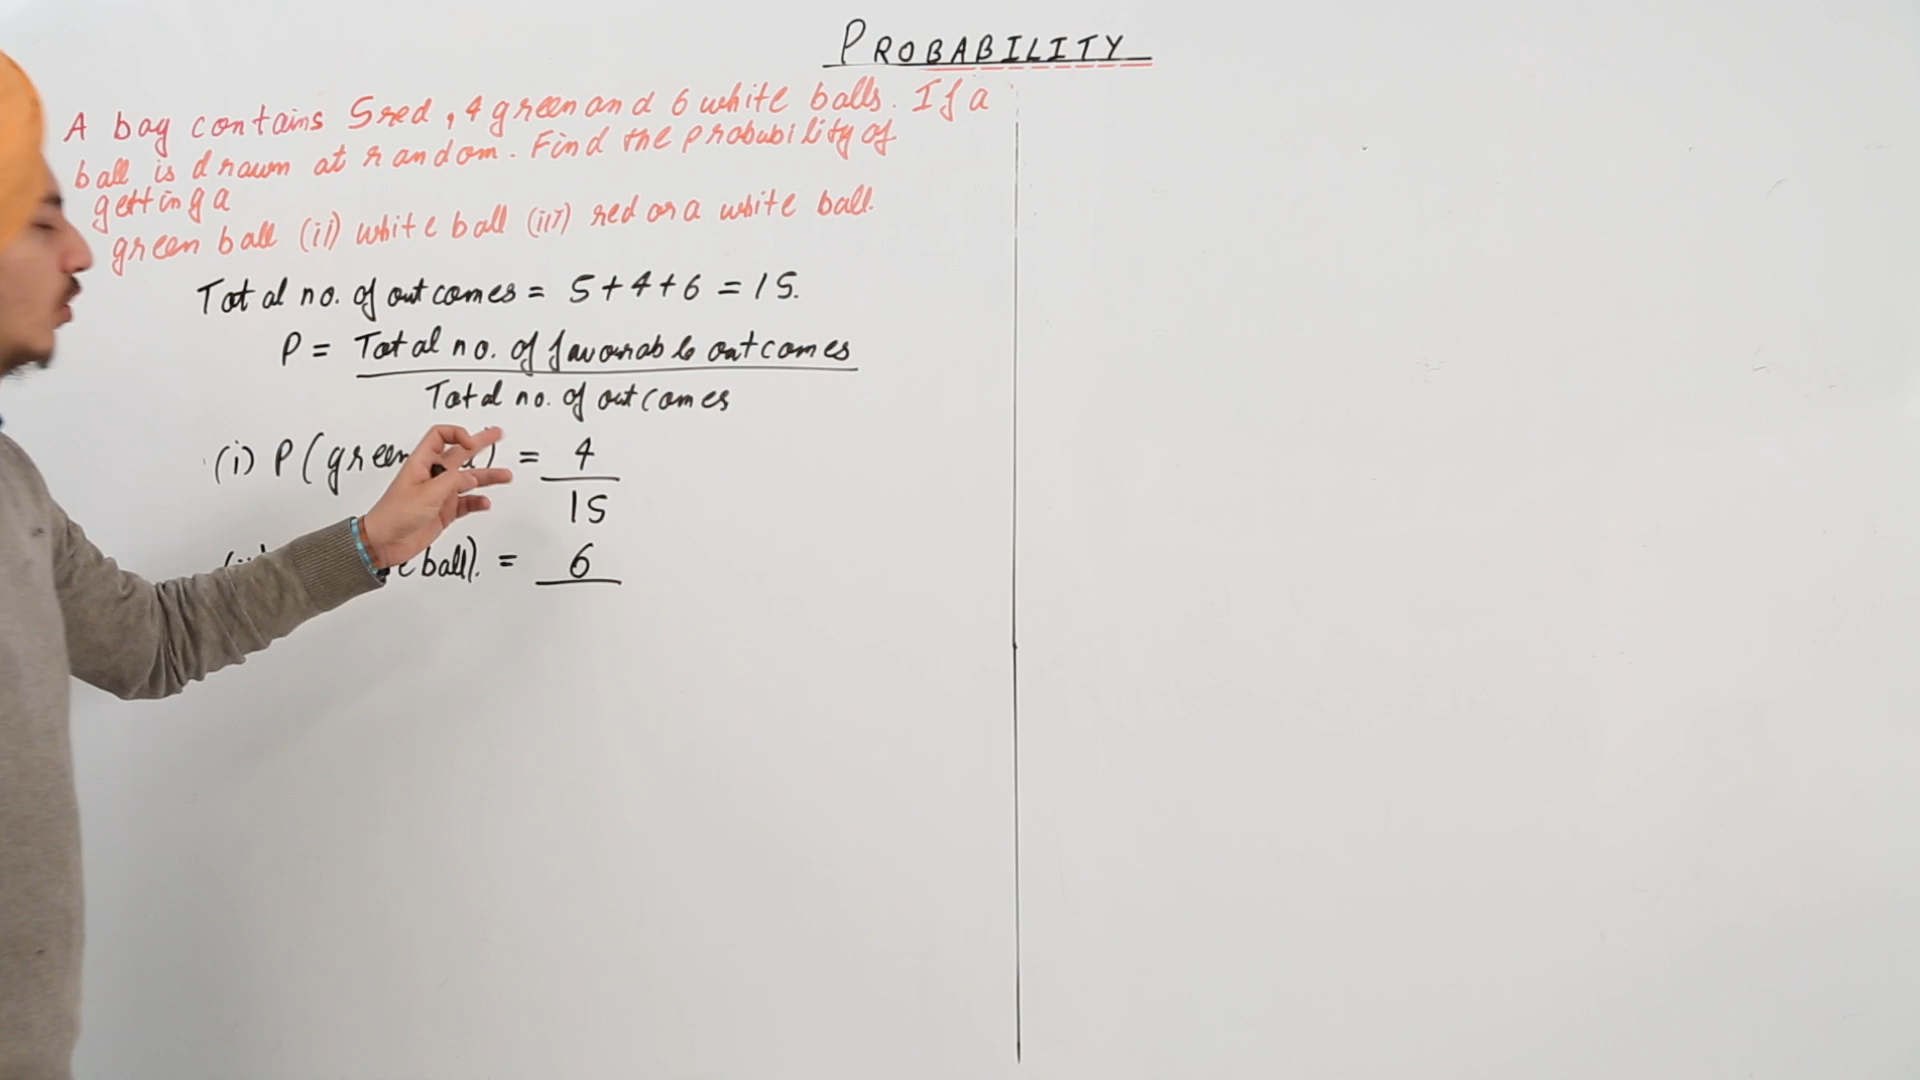 PROBABILITY
A bag contains 5 red, 4 green and 6 white balls. If a
ball is drawn at random. Find the probability of
getting a
green ball (ii) white ball (iii) red or a white ball.
Total no. of outcomes = 5+4+6 = 15.
P = Total no. of favourable outcomes
Total no. of outcomes
(i) P(green = 4
15
ball). = 6